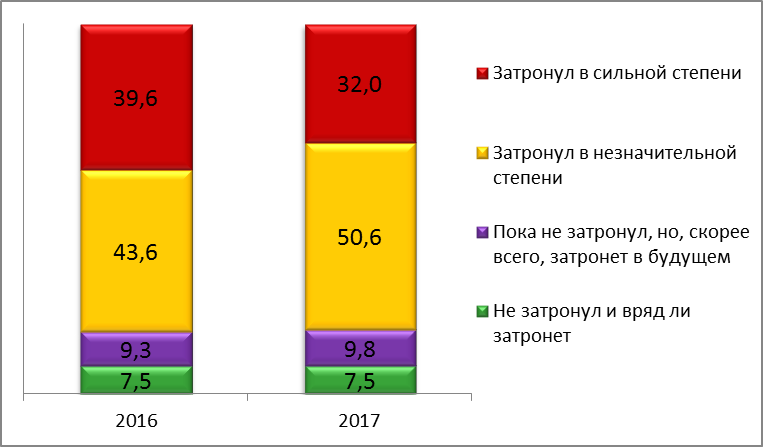 39,6
32,0
43,6
50,6
9,3
9,8
7,5
7,5
2016
2017
Затронул в сильной степени
Затронул в незначительной
степени
Пока не затронул, но, скорее
всего, затронет в будущем
Не затронул и вряд ли
затронет